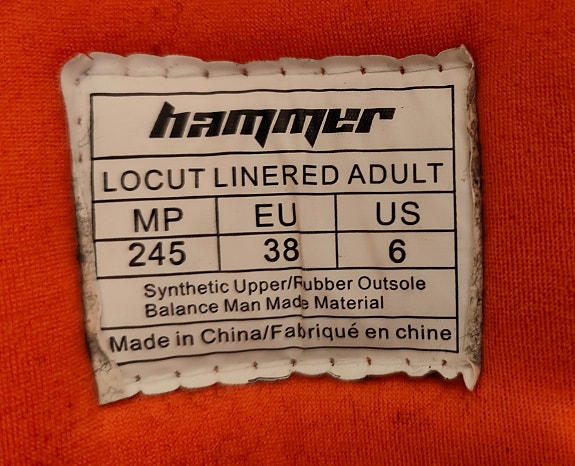 hammer
LOCUT LINERED ADULT
MP EU US
245 38 6
Synthetic Upper/Rubber Outsole
Balance Man Made Material
Made in China/Fabriqué en chine